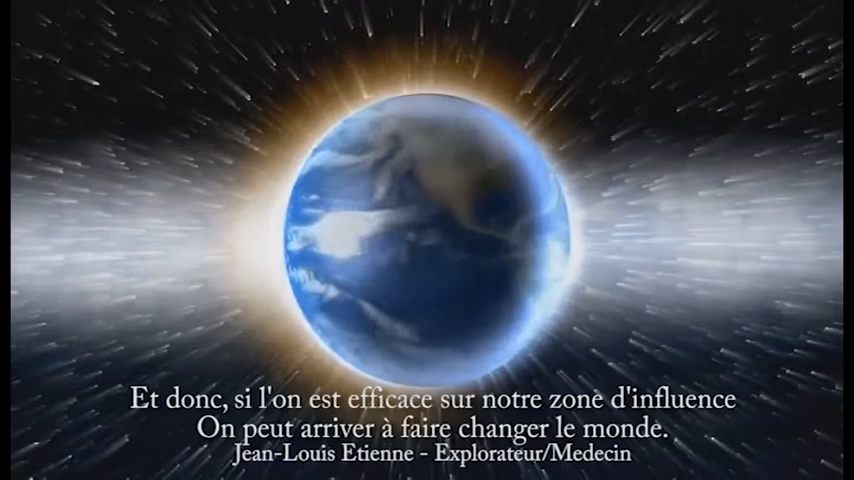 Et donc, si l'on est efficace sur notre zone d'influence
On peut arriver à faire changer le monde.
Jean-Louis Etienne - Explorateur/Medecin